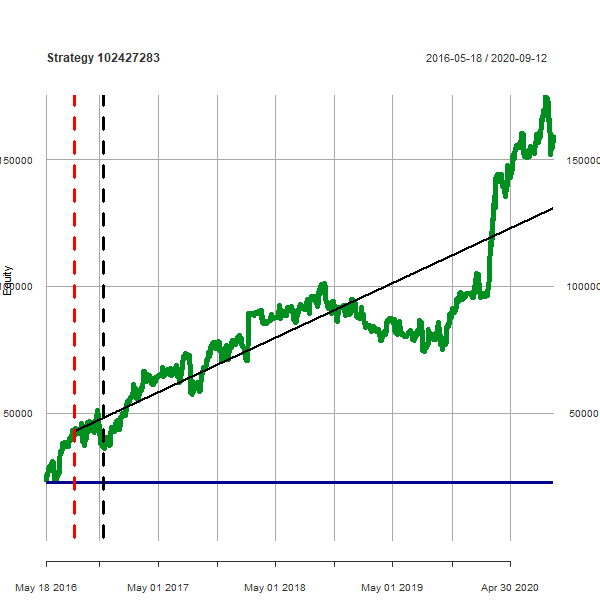 Strategy 102427283
2016-05-18 / 2020-09-12
150000
150000
Equity
100000
100000
50000
50000
May 18 2016
May 01 2017
May 01 2018
May 01 2019
Apr 30 2020